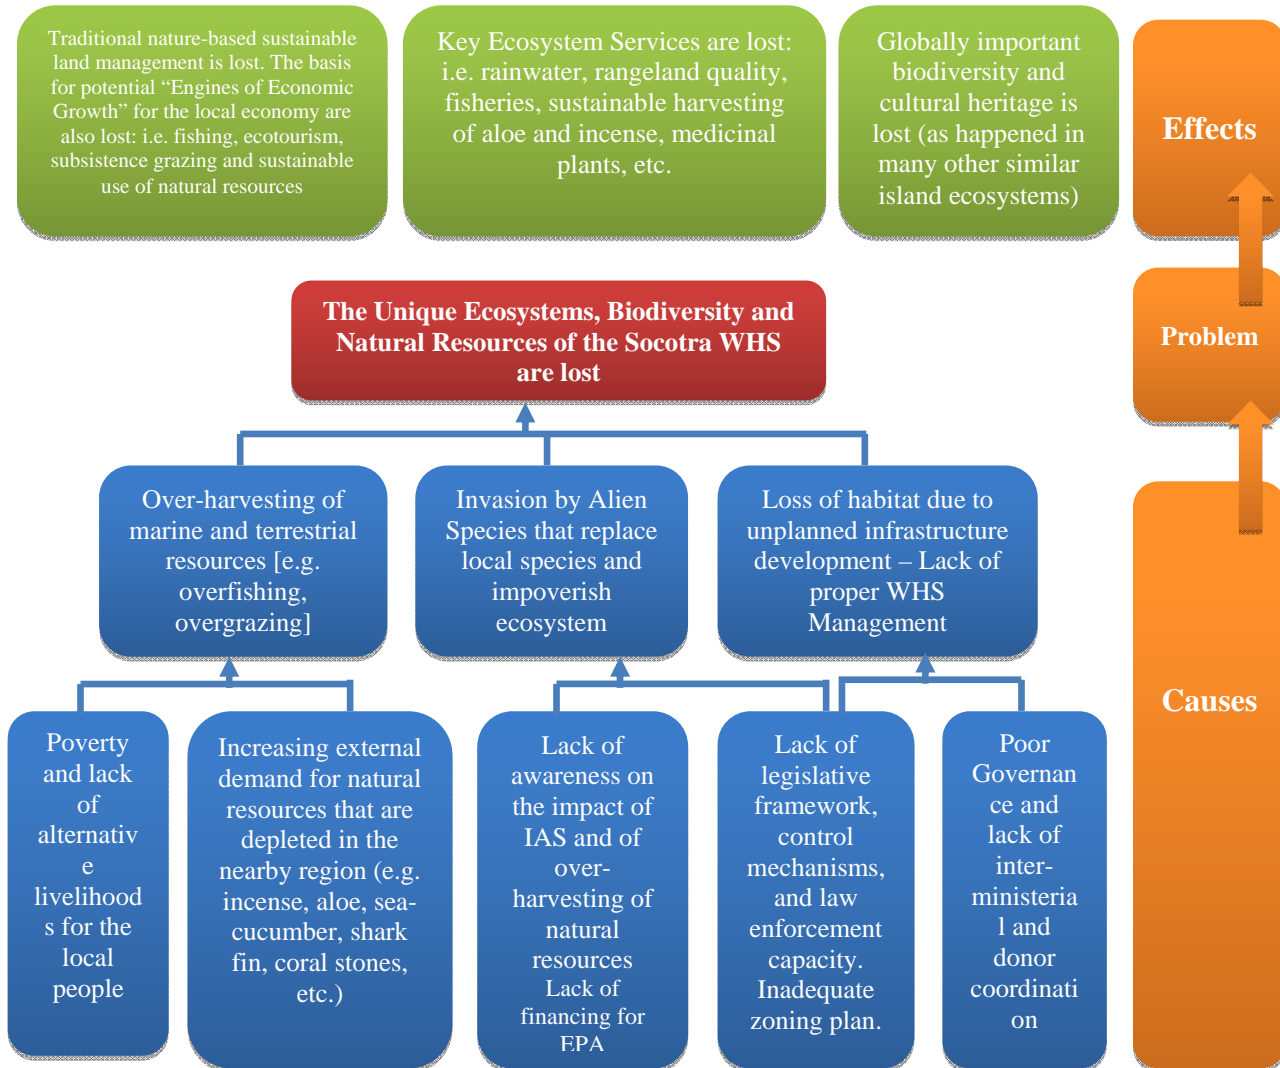 Traditional nature-based sustainable
land management is lost. The basis
for potential “Engines of Economic
Growth” for the local economy are
also lost: i.e. fishing, ecotourism,
subsistence grazing and sustainable
use of natural resources
Key Ecosystem Services are lost:
i.e. rainwater, rangeland quality,
fisheries, sustainable harvesting
of aloe and incense, medicinal
plants, etc.
Globally important
biodiversity and
cultural heritage is
lost (as happened in
many other similar
island ecosystems)
Effects
The Unique Ecosystems, Biodiversity and
Natural Resources of the Socotra WHS
are lost
Problem
Over-harvesting of
marine and terrestrial
resources [e.g.
overfishing,
overgrazing]
Invasion by Alien
Species that replace
local species and
impoverish
ecosystem
Loss of habitat due to
unplanned infrastructure
development – Lack of
proper WHS
Management
Causes
Poverty
and lack
of
alternativ
e
livelihood
s for the
local
people
Increasing external
demand for natural
resources that are
depleted in the
nearby region (e.g.
incense, aloe, sea-
cucumber, shark
fin, coral stones,
etc.)
Lack of
awareness on
the impact of
IAS and of
over-
harvesting of
natural
resources
Lack of
financing for
EPA
Lack of
legislative
framework,
control
mechanisms,
and law
enforcement
capacity.
Inadequate
zoning plan.
Poor
Governan
ce and
lack of
inter-
ministeria
l and
donor
coordinati
on